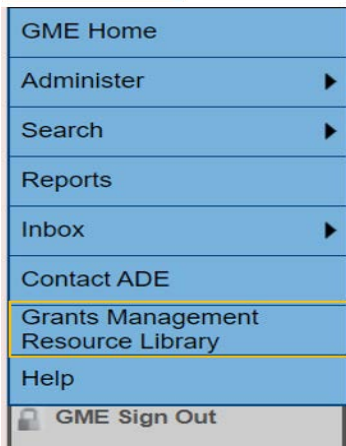 GME Home
Administer
Search
Reports
Inbox
Contact ADE
Grants Management
Resource Library
Help
GME Sign Out